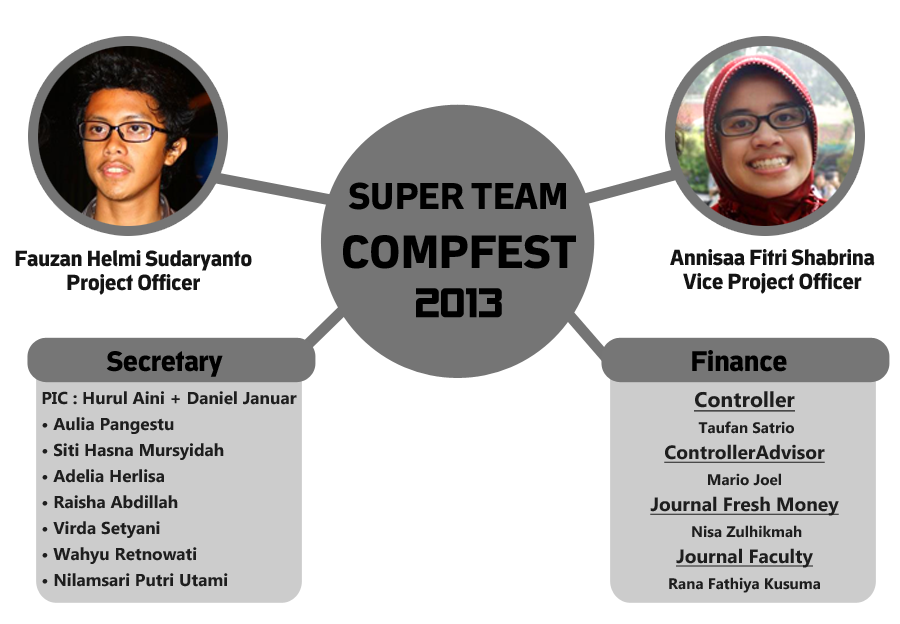 SUPER TEAM
COMPFEST
2013
Fauzan Helmi Sudaryanto
Project Officer
Annisaa Fitri Shabrina
Vice Project Officer
Secretary
PIC : Hurul Aini + Daniel Januar
• Aulia Pangestu
• Siti Hasna Mursyidah
• Adelia Herlisa
• Raisha Abdillah
• Virda Setyani
• Wahyu Retnowati
• Nilamsari Putri Utami
Finance
Controller
Taufan Satrio
ControllerAdvisor
Mario Joel
Journal Fresh Money
Nisa Zulhikmah
Journal Faculty
Rana Fathiya Kusuma